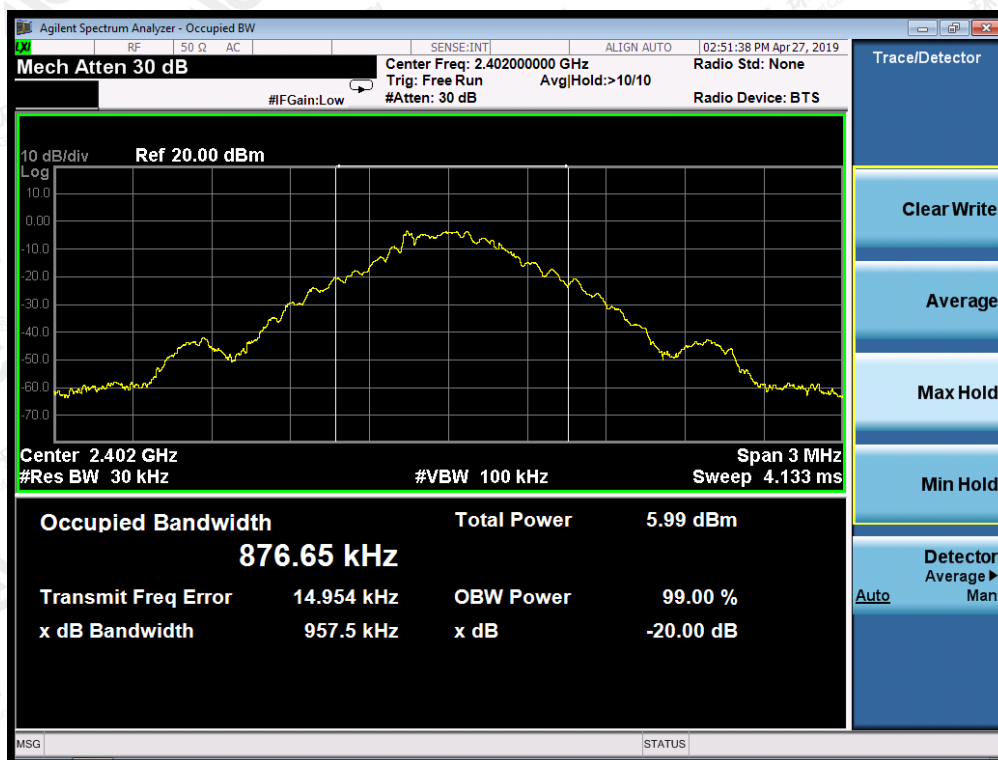 Agilent Spectrum Analyzer - Occupied BW
LXI RF 50 Ω AC SENSE:INT ALIGN AUTO 02:51:38 PM Apr 27, 2019
Mech Atten 30 dB
Center Freq: 2.402000000 GHz Radio Std: None
Trig: Free Run Avg|Hold:>10/10
#IFGain:Low #Atten: 30 dB Radio Device: BTS
10 dB/div Ref 20.00 dBm
Log
10.0
0.00
-10.0
-20.0
-30.0
-40.0
-50.0
-60.0
-70.0
Center 2.402 GHz Span 3 MHz
#Res BW 30 kHz #VBW 100 kHz Sweep 4.133 ms
Occupied Bandwidth Total Power 5.99 dBm
876.65 kHz
Transmit Freq Error 14.954 kHz OBW Power 99.00 %
x dB Bandwidth 957.5 kHz x dB -20.00 dB
MSG STATUS
Trace/Detector
Clear Write
Average
Max Hold
Min Hold
Detector
Average▶
Auto Man